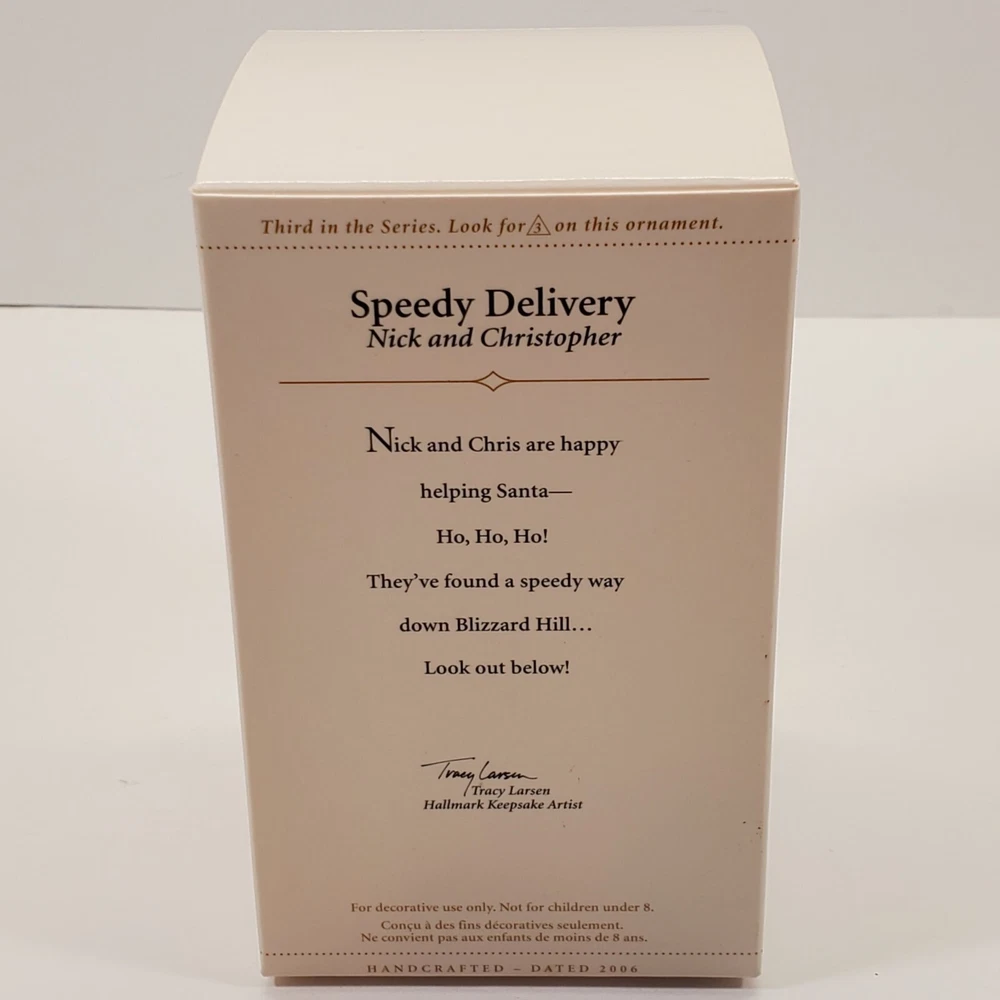 Third in the Series. Look for 3 on this ornament.
Speedy Delivery
Nick and Christopher
Nick and Chris are happy
helping Santa—
Ho, Ho, Ho!
They've found a speedy way
down Blizzard Hill...
Look out below!
Tracy Larsen
Tracy Larsen
Hallmark Keepsake Artist
For decorative use only. Not for children under 8.
Conçu à des fins décoratives seulement.
Ne convient pas aux enfants de moins de 8 ans.
HANDCRAFTED – DATED 2006